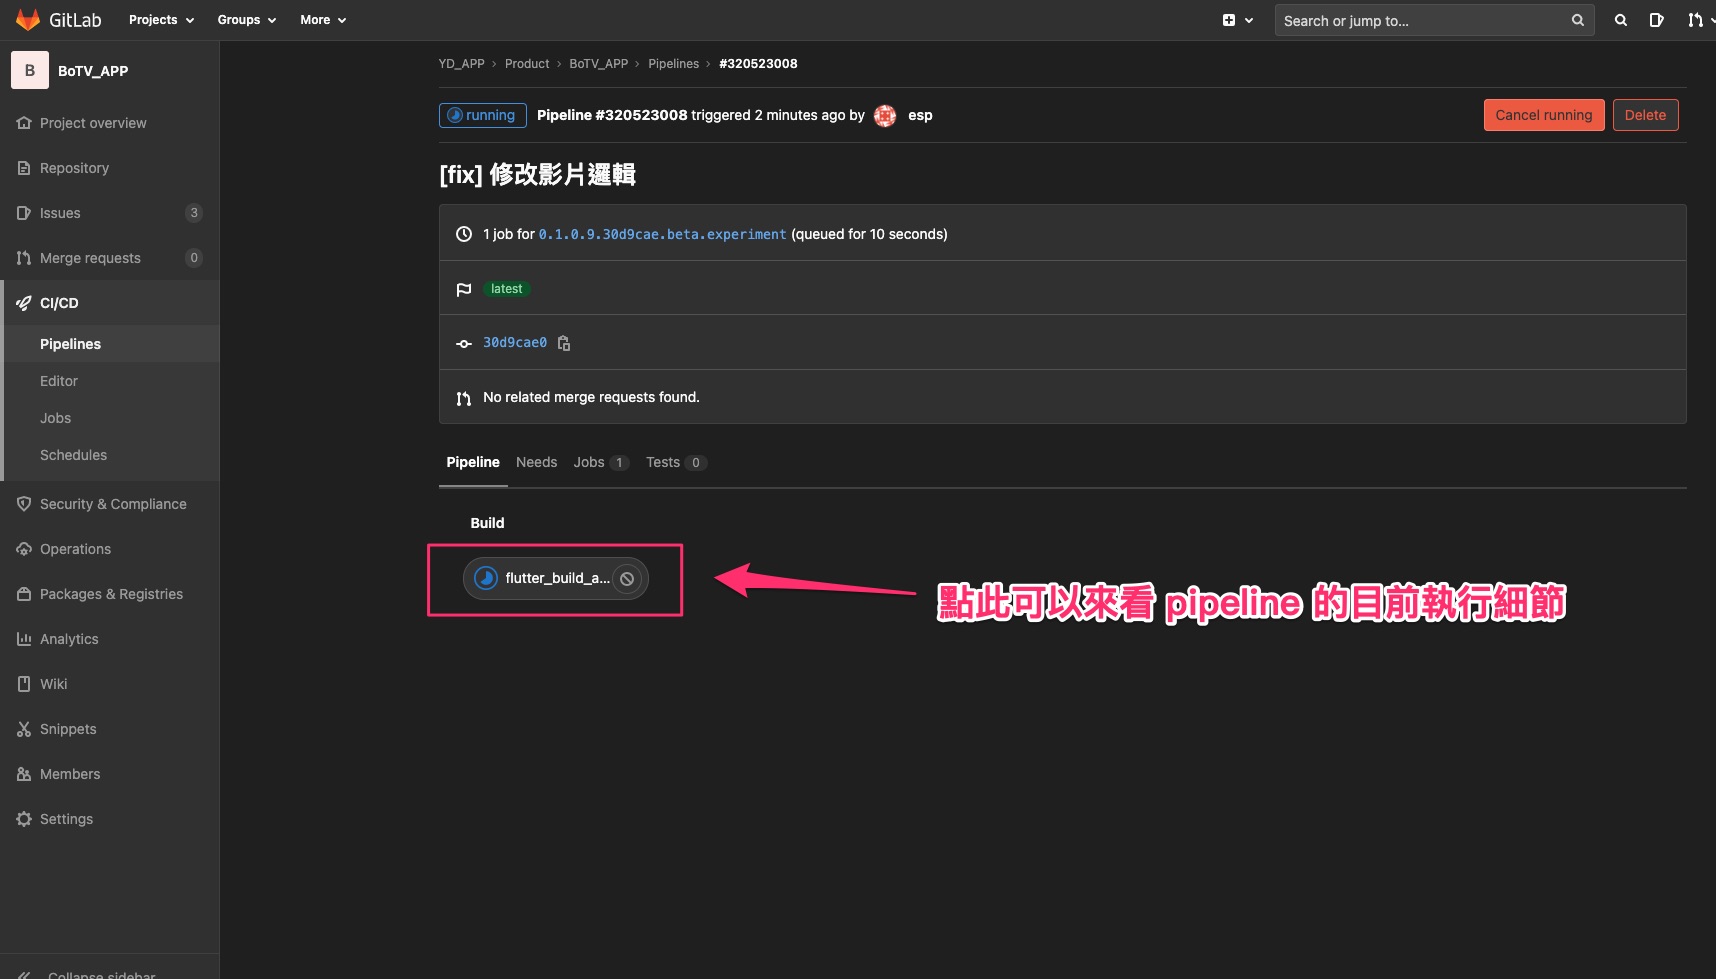 GitLab Projects Groups More Search or jump to...
B BoTV_APP
Project overview
Repository
Issues 3
Merge requests 0
CI/CD
Pipelines
Editor
Jobs
Schedules
Security & Compliance
Operations
Packages & Registries
Analytics
Wiki
Snippets
Members
Settings
Collapse sidebar
YD_APP › Product › BoTV_APP › Pipelines › #320523008
running Pipeline #320523008 triggered 2 minutes ago by esp Cancel running Delete
[fix] 修改影片邏輯
1 job for 0.1.0.9.30d9cae.beta.experiment (queued for 10 seconds)
latest
30d9cae0
No related merge requests found.
Pipeline Needs Jobs 1 Tests 0
Build
flutter_build_a...
點此可以來看 pipeline 的目前執行細節